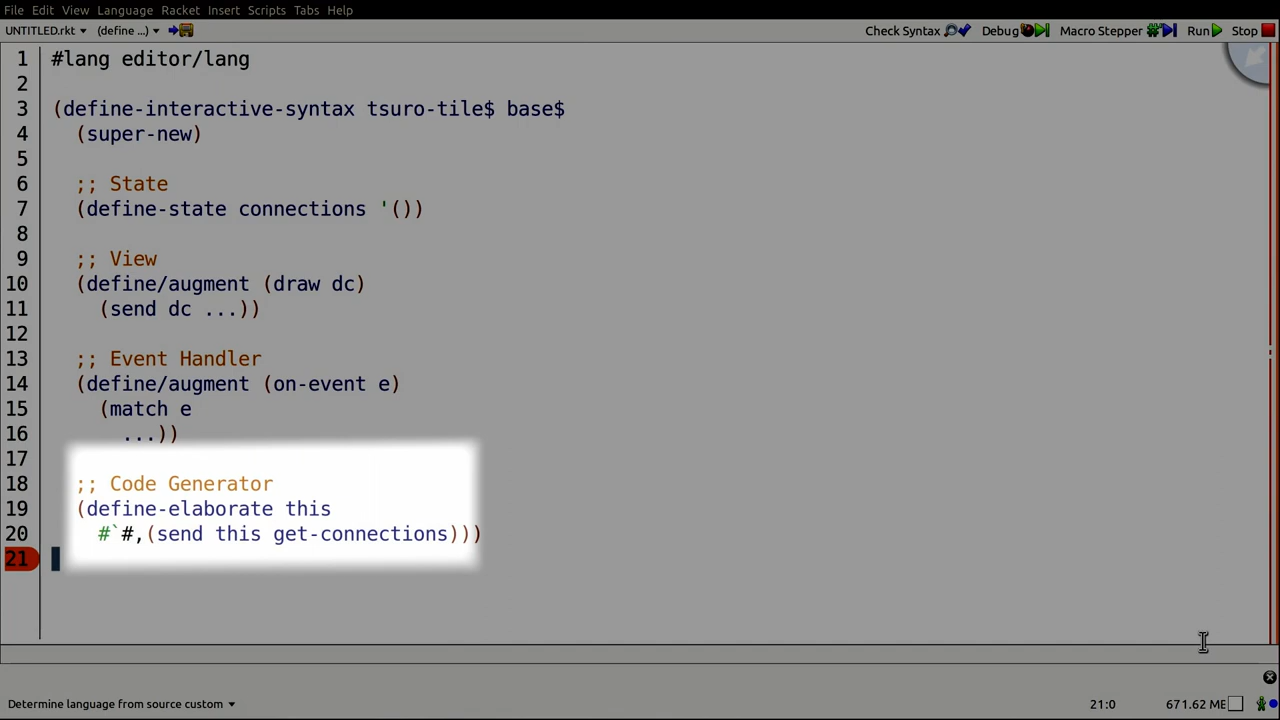 File Edit View Language Racket Insert Scripts Tabs Help
UNTITLED.rkt (define ...) Check Syntax Debug Macro Stepper Run Stop
1 #lang editor/lang
2
3 (define-interactive-syntax tsuro-tile$ base$
4 (super-new)
5
6 ;; State
7 (define-state connections '())
8
9 ;; View
10 (define/augment (draw dc)
11 (send dc ...))
12
13 ;; Event Handler
14 (define/augment (on-event e)
15 (match e
16 ...))
17
18 ;; Code Generator
19 (define-elaborate this
20 #`#,(send this get-connections)))
21
Determine language from source custom 21:0 671.62 ME